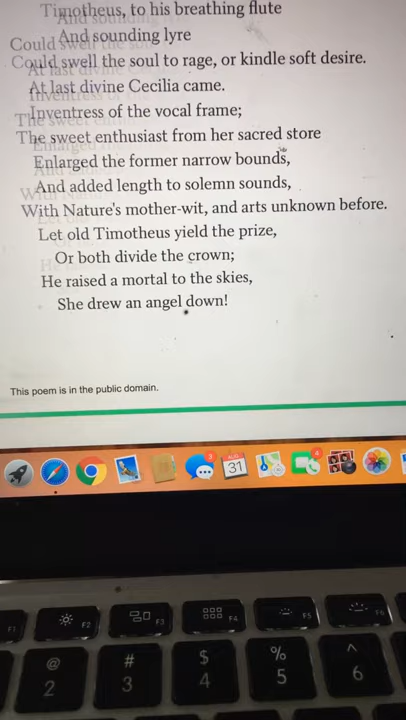 Timotheus, to his breathing flute
And sounding lyre
Could swell the soul to rage, or kindle soft desire.
At last divine Cecilia came.
Inventress of the vocal frame;
The sweet enthusiast from her sacred store
Enlarged the former narrow bounds,
And added length to solemn sounds,
With Nature's mother-wit, and arts unknown before.
Let old Timotheus yield the prize,
Or both divide the crown;
He raised a mortal to the skies,
She drew an angel down!
This poem is in the public domain.
AUG
31
F1
F2
F3
F4
F5
F6
@
2
#
3
$
4
%
5
^
6